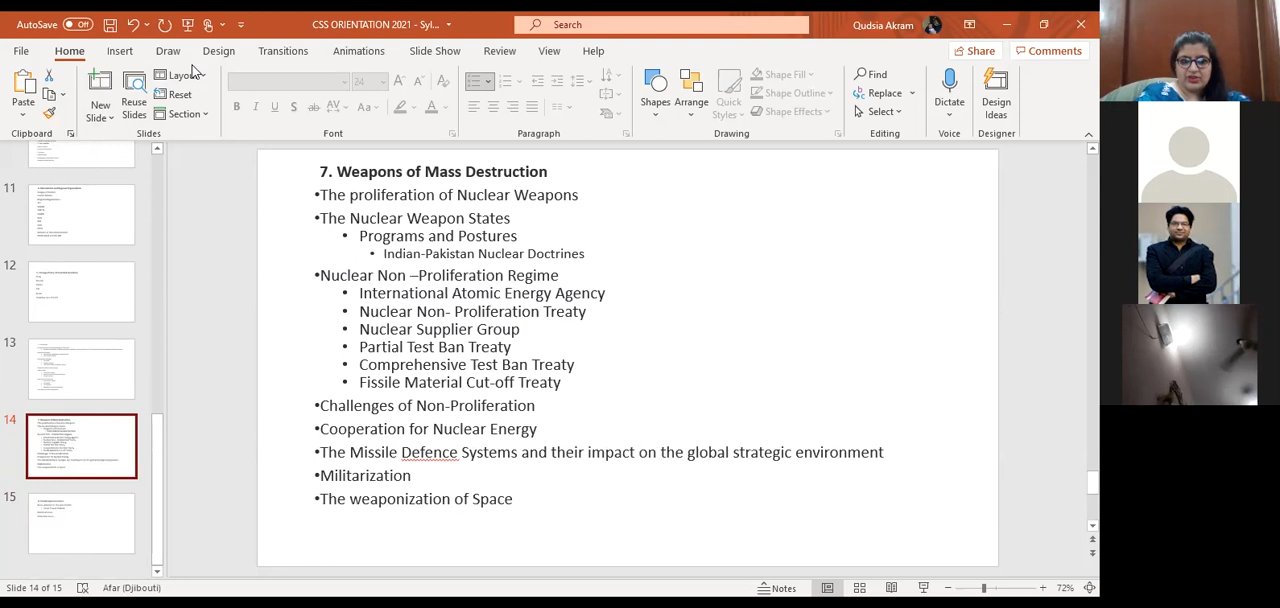 AutoSave Off CSS ORIENTATION 2021 - Syl... Search Qudsia Akram
File Home Insert Draw Design Transitions Animations Slide Show Review View Help Share Comments
Paste New Slide Reuse Slides Layout Reset Section 24 B I U S ab AV Aa A Shapes Arrange Quick Styles Shape Fill Shape Outline Shape Effects Find Replace Select Dictate Design Ideas
Clipboard Slides Font Paragraph Drawing Editing Voice Designer
11
12
13
14
15
7. Weapons of Mass Destruction
•The proliferation of Nuclear Weapons
•The Nuclear Weapon States
• Programs and Postures
• Indian-Pakistan Nuclear Doctrines
•Nuclear Non –Proliferation Regime
• International Atomic Energy Agency
• Nuclear Non- Proliferation Treaty
• Nuclear Supplier Group
• Partial Test Ban Treaty
• Comprehensive Test Ban Treaty
• Fissile Material Cut-off Treaty
•Challenges of Non-Proliferation
•Cooperation for Nuclear Energy
•The Missile Defence Systems and their impact on the global strategic environment
•Militarization
•The weaponization of Space
Slide 14 of 15 Afar (Djibouti) Notes 72%